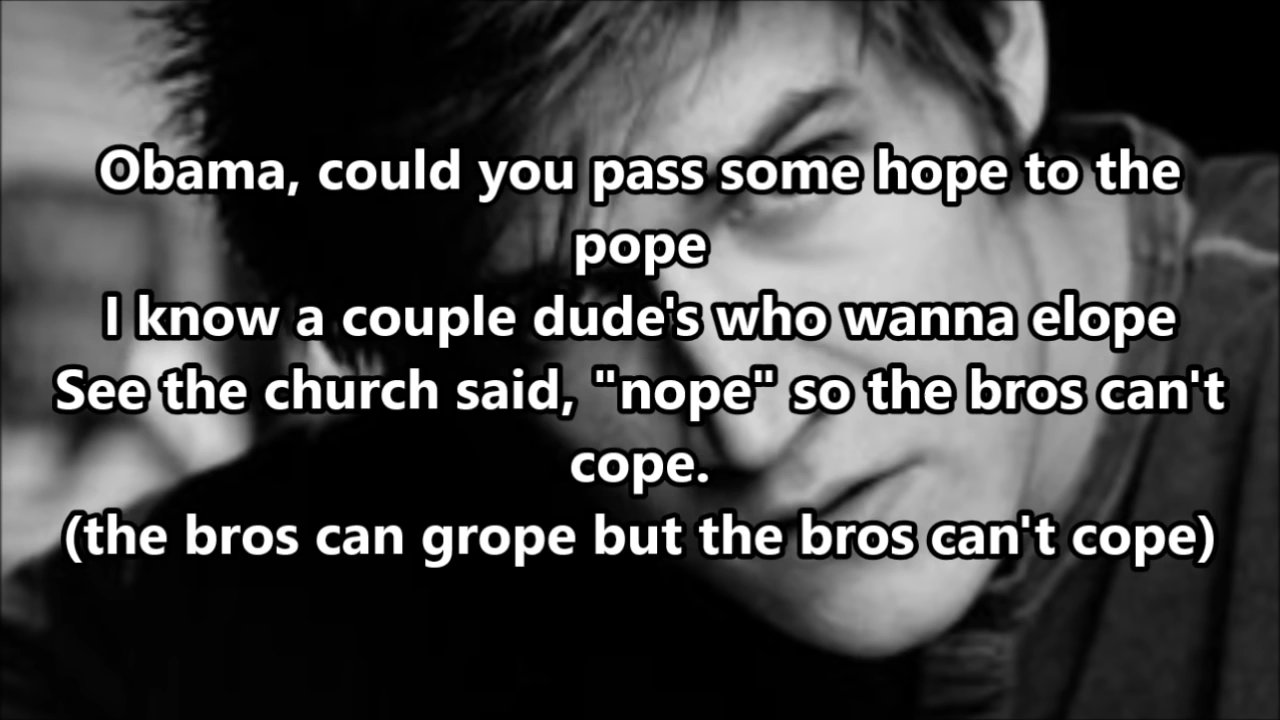 Obama, could you pass some hope to the
pope
I know a couple dude's who wanna elope
See the church said, "nope" so the bros can't
cope.
(the bros can grope but the bros can't cope)